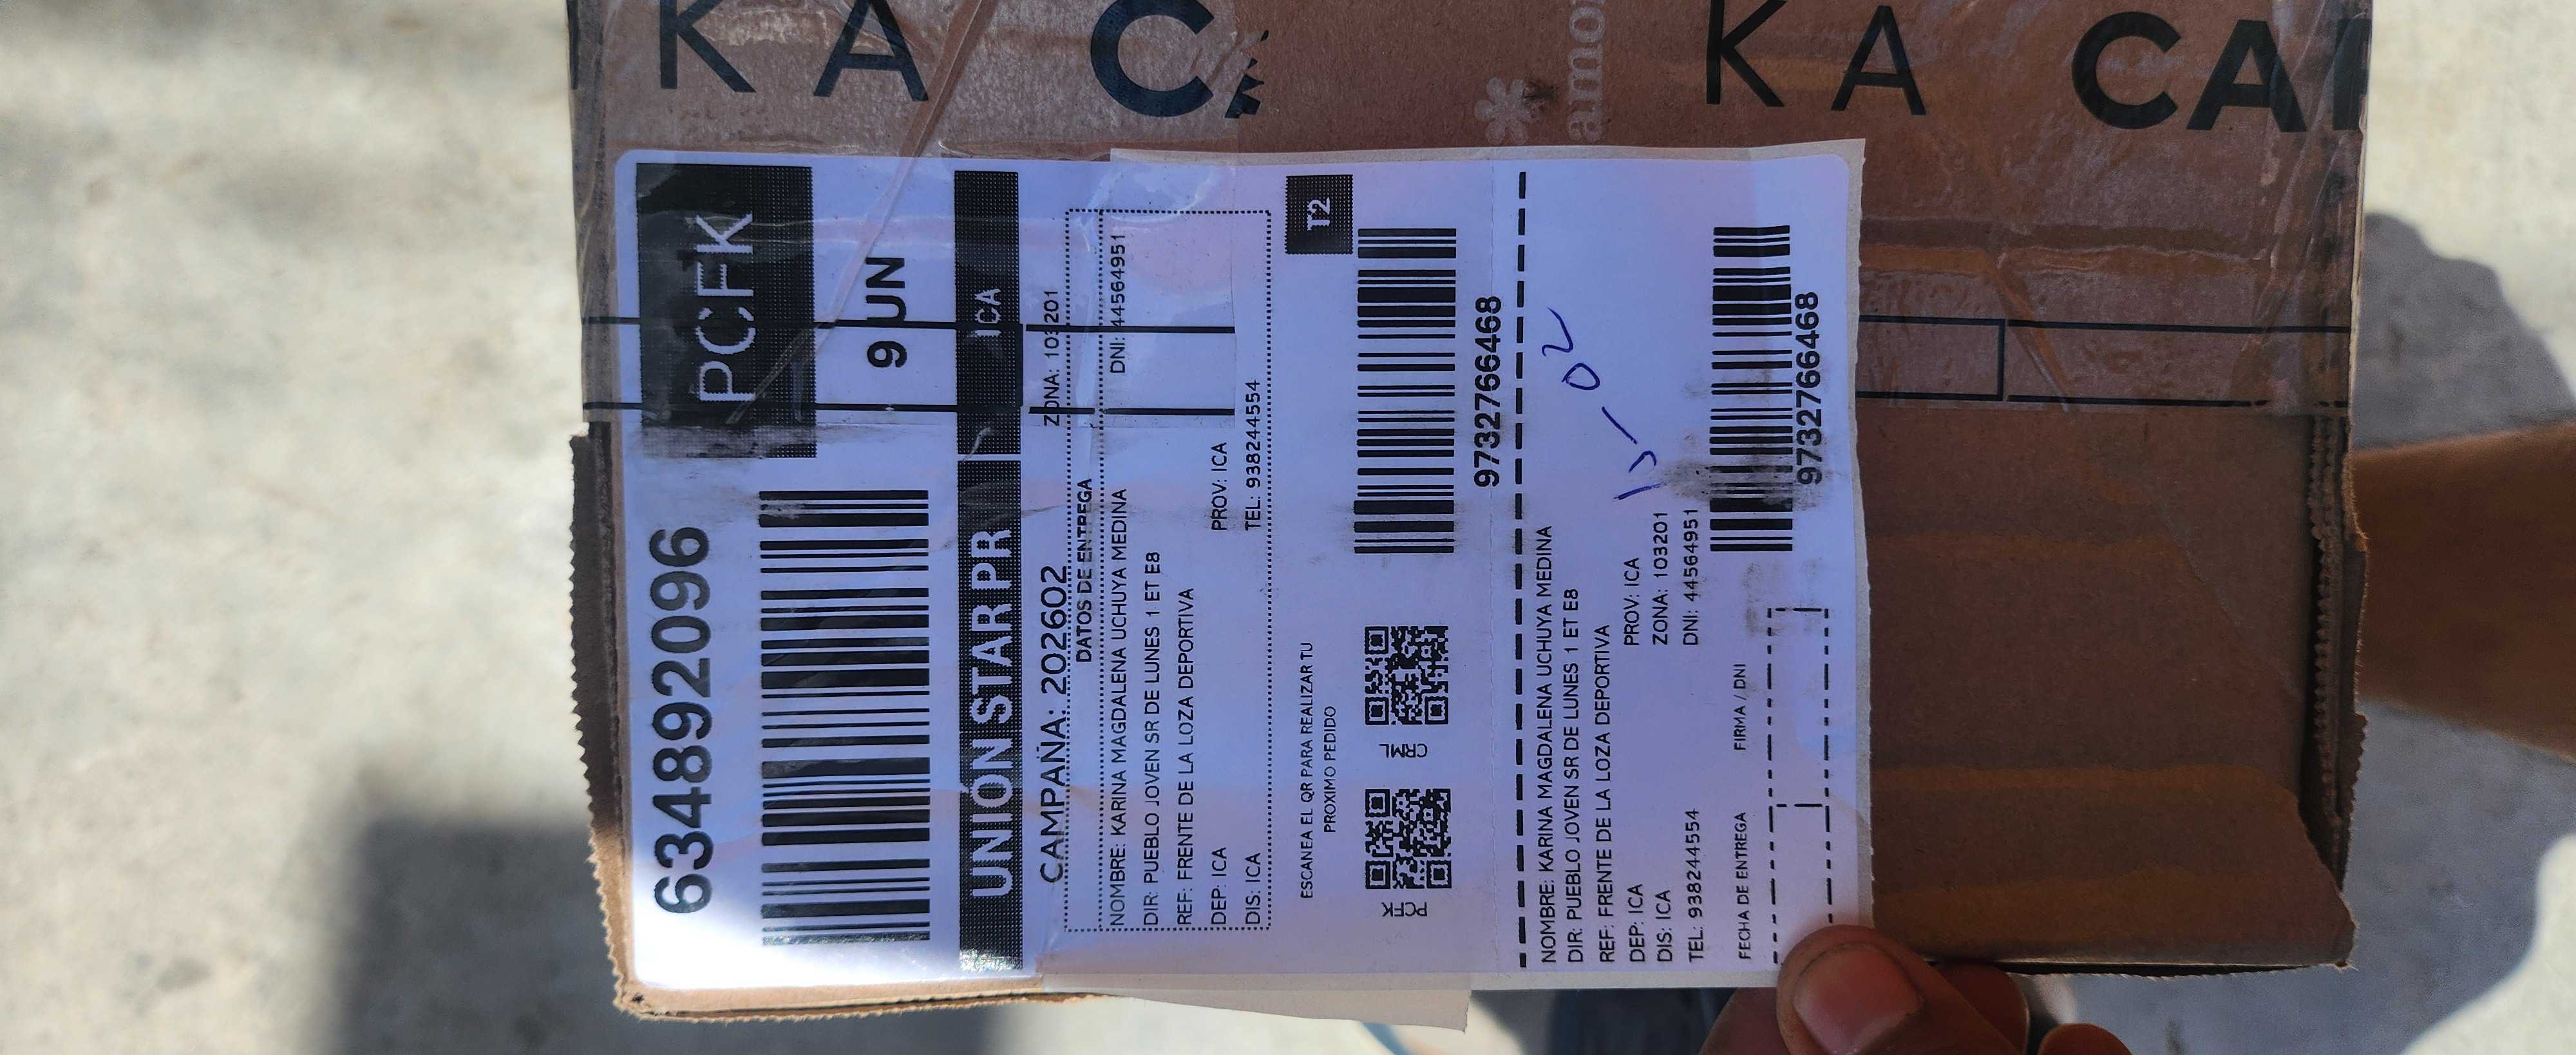 KA CA
amor
KA CAI
6348920966
PCFK
9 UN
UNIÓN STAR PR
ICA
CAMPAÑA: 202602
ZONA: 103201
DATOS DE ENTREGA
NOMBRE: KARINA MAGDALENA UCHUYA MEDINA
DNI: 44564951
DIR: PUEBLO JOVEN SR DE LUNES 1 ET E8
REF: FRENTE DE LA LOZA DEPORTIVA
DEP: ICA PROV: ICA
DIS: ICA TEL: 938244554
12
ESCANEA EL QR PARA REALIZAR TU
PROXIMO PEDIDO
PCFK CRML
9732766468
NOMBRE: KARINA MAGDALENA UCHUYA MEDINA
DIR: PUEBLO JOVEN SR DE LUNES 1 ET E8
REF: FRENTE DE LA LOZA DEPORTIVA
DEP: ICA PROV: ICA
DIS: ICA ZONA: 103201
TEL: 938244554 DNI: 44564951
FECHA DE ENTREGA FIRMA / DNI
9732766468